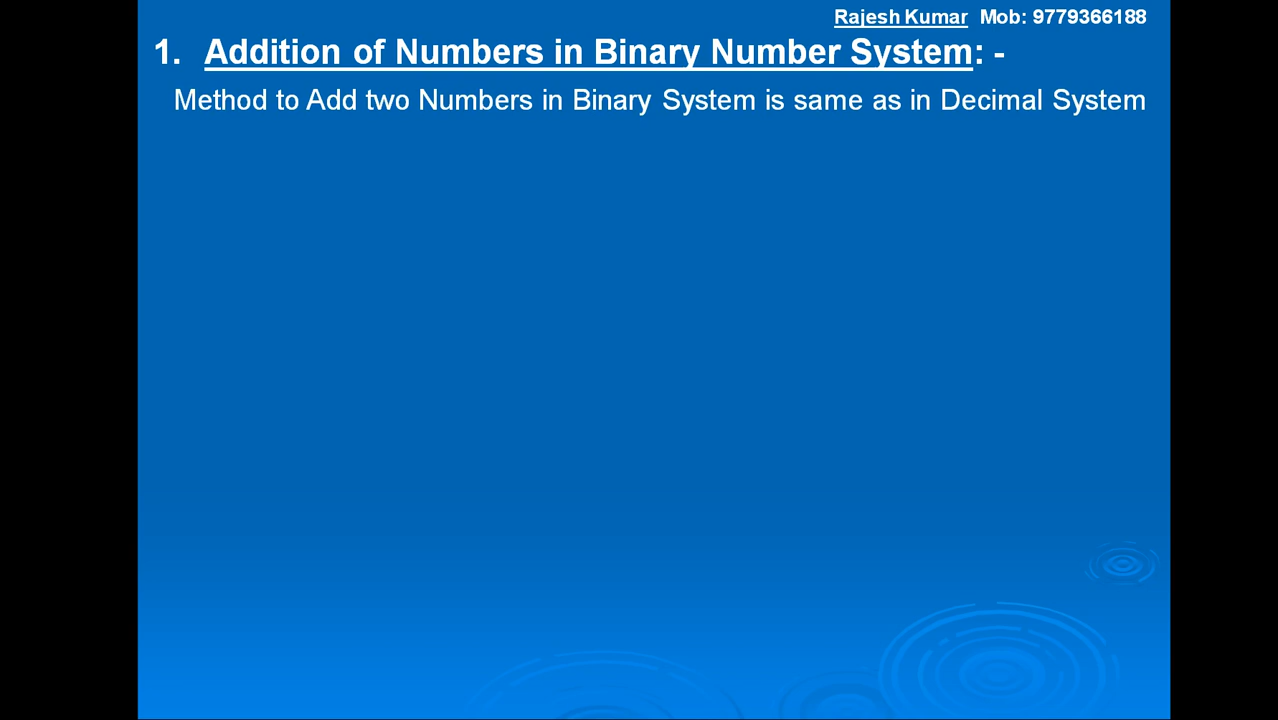 Rajesh Kumar Mob: 9779366188
1. Addition of Numbers in Binary Number System: -
Method to Add two Numbers in Binary System is same as in Decimal System